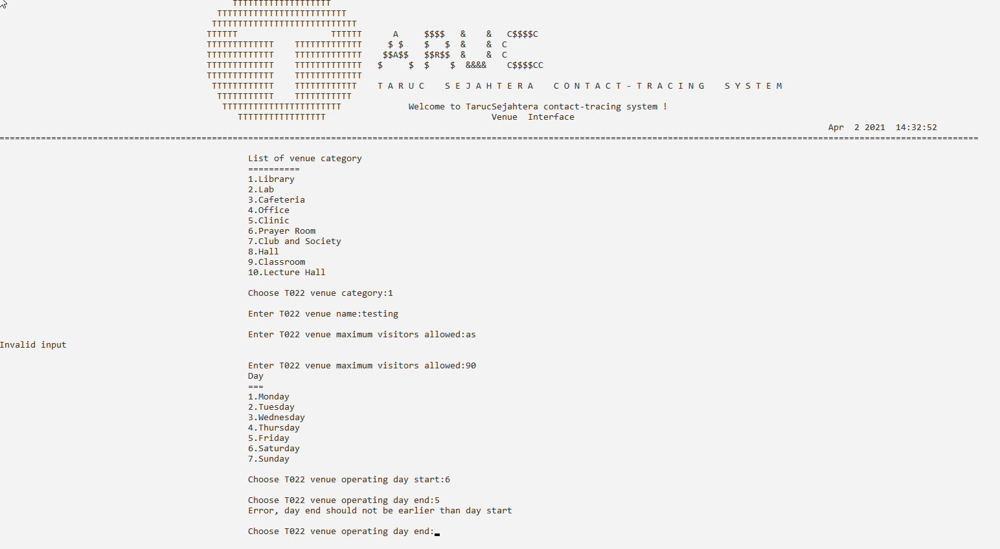 TTTTTTTTTTTTTTTTTTT
TTTTTTTTTTTTTTTTTTTTTTTTT
TTTTTTTTTTTTTTTTTTTTTTTTTTTT
TTTTTT                  TTTTTT      A     $$$$   &    &   C$$$$C
TTTTTTTTTTTTT    TTTTTTTTTTTTT     $ $    $   $  &    &  C
TTTTTTTTTTTTT    TTTTTTTTTTTTT    $$A$$   $$R$$  &    &  C
TTTTTTTTTTTTT    TTTTTTTTTTTTT   $     $  $    $  &&&&    C$$$$CC
TTTTTTTTTTTTT    TTTTTTTTTTTTT
TTTTTTTTTTTT    TTTTTTTTTTTT    T A R U C    S E J A H T E R A    C O N T A C T - T R A C I N G    S Y S T E M
TTTTTTTTTTT    TTTTTTTTTTT
TTTTTTTTTTTTTTTTTTTTTTT             Welcome to TarucSejahtera contact-tracing system !
TTTTTTTTTTTTTTTTT                                Venue  Interface
Apr  2 2021  14:32:52
=============================================================================================================================================================================================
List of venue category
==========
1.Library
2.Lab
3.Cafeteria
4.Office
5.Clinic
6.Prayer Room
7.Club and Society
8.Hall
9.Classroom
10.Lecture Hall
Choose T022 venue category:1
Enter T022 venue name:testing
Enter T022 venue maximum visitors allowed:as
Invalid input
Enter T022 venue maximum visitors allowed:90
Day
===
1.Monday
2.Tuesday
3.Wednesday
4.Thursday
5.Friday
6.Saturday
7.Sunday
Choose T022 venue operating day start:6
Choose T022 venue operating day end:5
Error, day end should not be earlier than day start
Choose T022 venue operating day end: